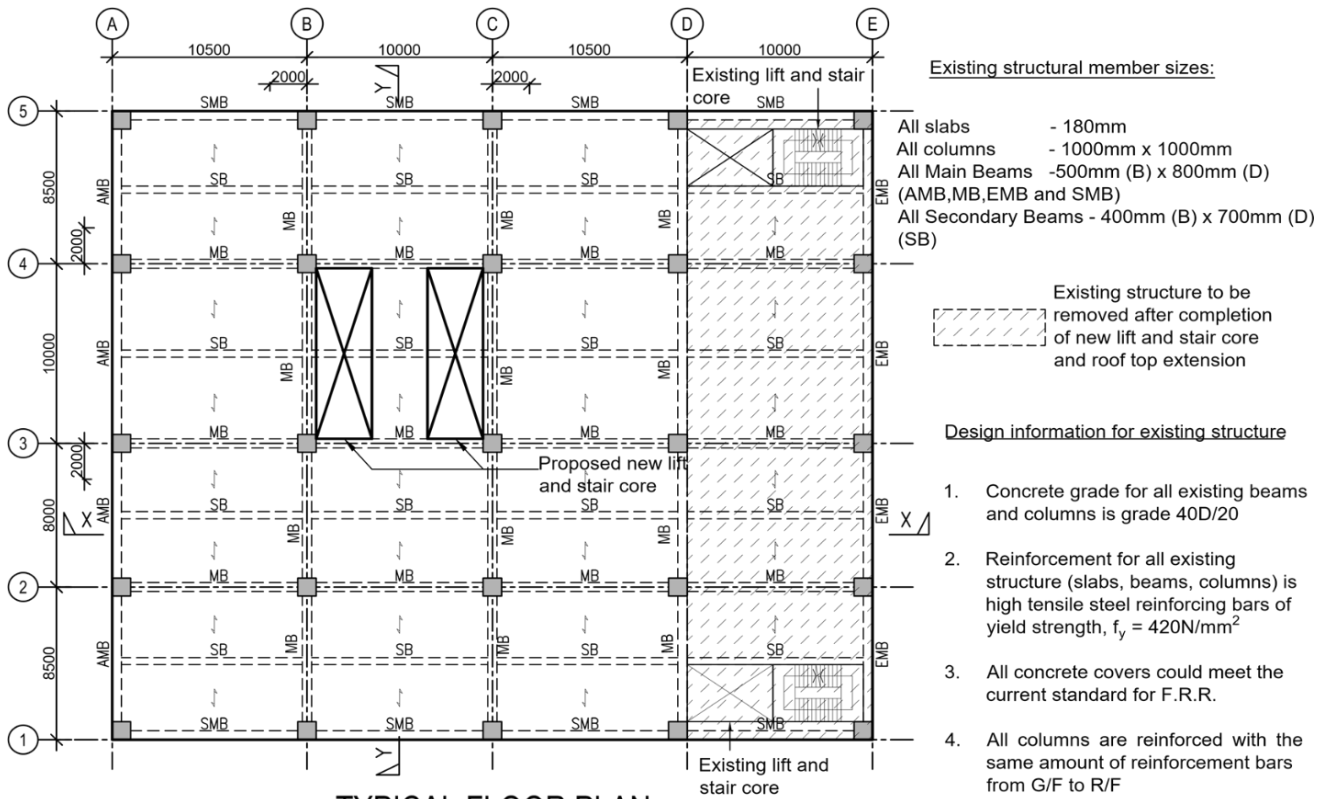 A B C D E
10500 10000 10500 10000
2000 Y 2000
Existing lift and stair
core
5 SMB SMB SMB SMB
8500 AMB SB SB SB SB EMB
MB MB MB
2000
4 MB MB MB MB
10000 AMB SB SB SB SB EMB
MB MB MB
3 MB MB MB MB
2000
Proposed new lift
and stair core
8000 AMB SB SB SB SB EMB
X X
MB MB MB
2 MB MB MB MB
8500 AMB MB MB MB EMB
SB SB SB SB
1 SMB SMB SMB SMB
Y
Existing lift and
stair core
TYPICAL FLOOR PLAN
Existing structural member sizes:
All slabs - 180mm
All columns - 1000mm x 1000mm
All Main Beams -500mm (B) x 800mm (D)
(AMB,MB,EMB and SMB)
All Secondary Beams - 400mm (B) x 700mm (D)
(SB)
Existing structure to be
removed after completion
of new lift and stair core
and roof top extension
Design information for existing structure
1. Concrete grade for all existing beams
and columns is grade 40D/20
2. Reinforcement for all existing
structure (slabs, beams, columns) is
high tensile steel reinforcing bars of
yield strength, fy = 420N/mm²
3. All concrete covers could meet the
current standard for F.R.R.
4. All columns are reinforced with the
same amount of reinforcement bars
from G/F to R/F